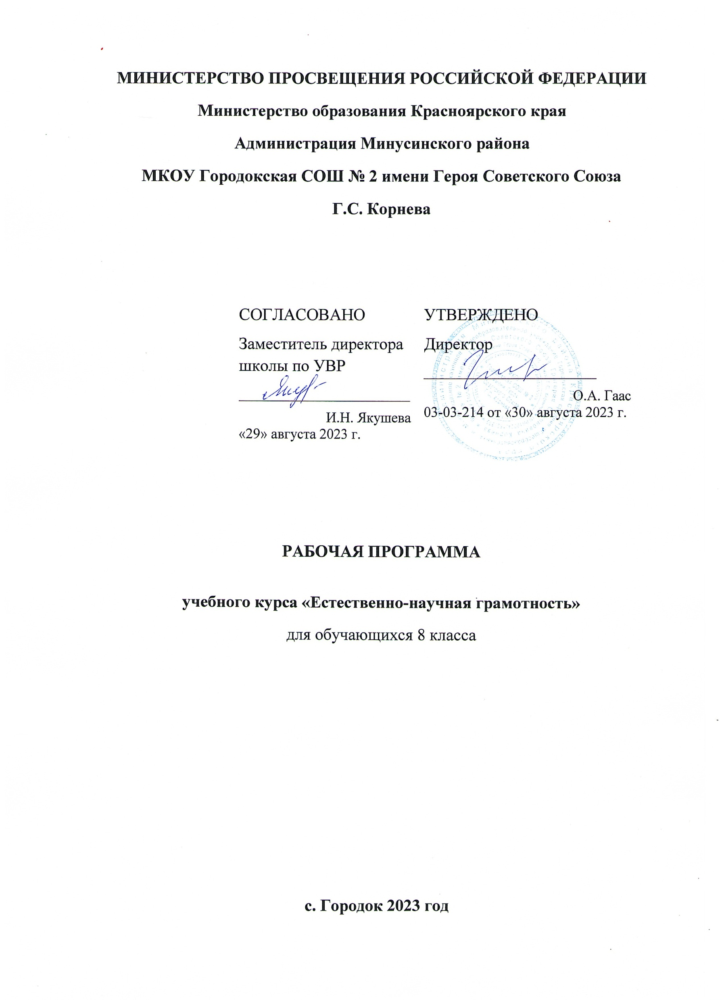 МИНИСТЕРСТВО ПРОСВЕЩЕНИЯ РОССИЙСКОЙ ФЕДЕРАЦИИ
Министерство образования Красноярского края
Администрация Минусинского района
МКОУ Городокская СОШ № 2 имени Героя Советского Союза
Г.С. Корнева
СОГЛАСОВАНО
Заместитель директора
школы по УВР
И.Н. Якушева
«29» августа 2023 г.
УТВЕРЖДЕНО
Директор
О.А. Гаас
03-03-214 от «30» августа 2023 г.
РАБОЧАЯ ПРОГРАММА
учебного курса «Естественно-научная грамотность»
для обучающихся 8 класса
с. Городок 2023 год